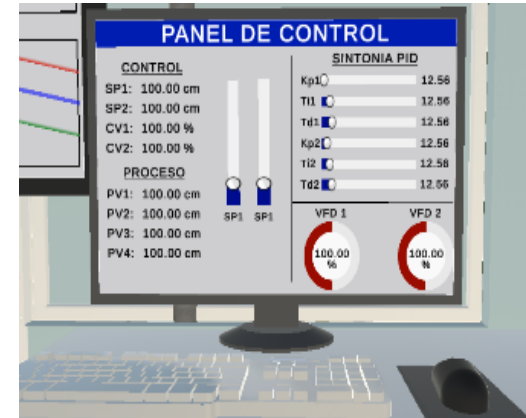 PANEL DE CONTROL
CONTROL
SP1: 100.00 cm
SP2: 100.00 cm
CV1: 100.00 %
CV2: 100.00 %
PROCESO
PV1: 100.00 cm
PV2: 100.00 cm
PV3: 100.00 cm
PV4: 100.00 cm
SP1 SP1
SINTONIA PID
Kp1 12.56
Ti1 12.56
Td1 12.56
Kp2 12.56
Ti2 12.56
Td2 12.56
VFD 1 VFD 2
100.00 % 100.00 %